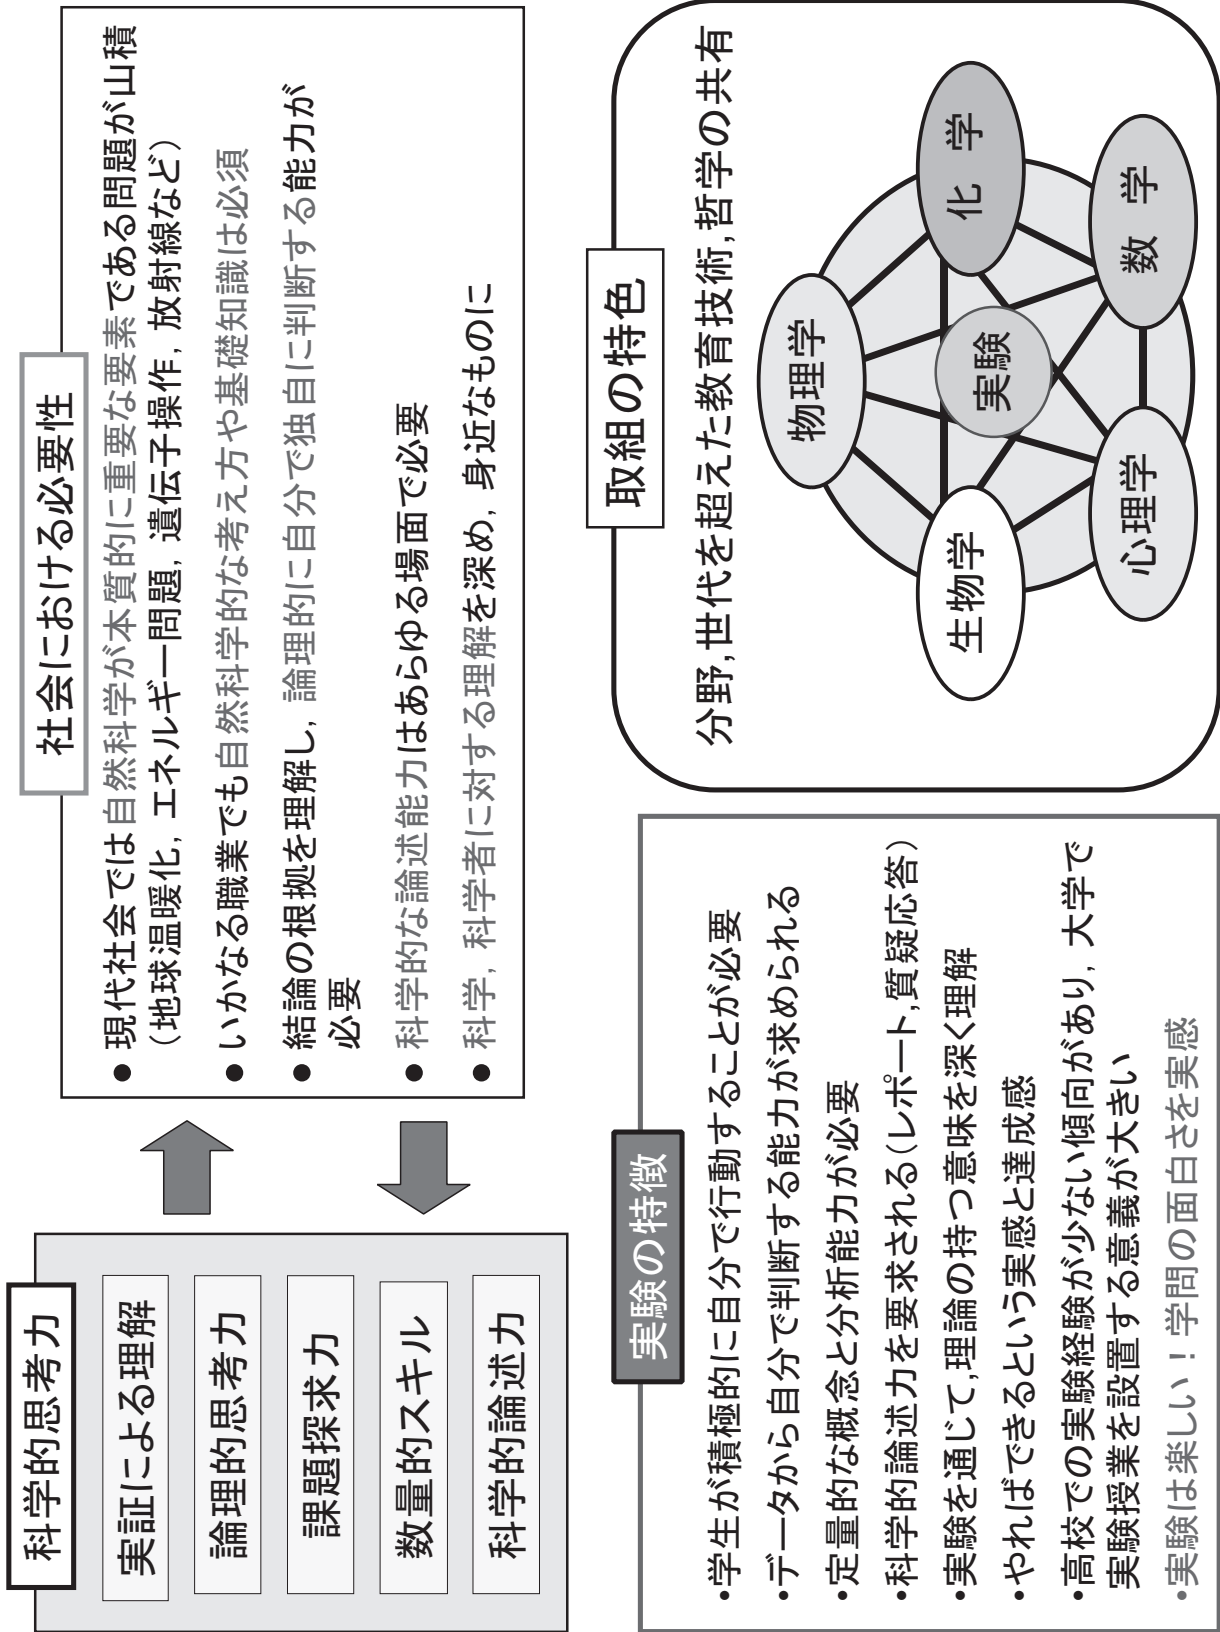 科学的思考力
実証による理解
論理的思考力
課題探求力
数量的スキル
科学的論述力
社会における必要性
● 現代社会では自然科学が本質的に重要な要素である問題が山積
（地球温暖化, エネルギー問題, 遺伝子操作, 放射線など）
● いかなる職業でも自然科学的な考え方や基礎知識は必須
● 結論の根拠を理解し, 論理的に自分で独自に判断する能力が
必要
● 科学的な論述能力はあらゆる場面で必要
● 科学, 科学者に対する理解を深め, 身近なものに
実験の特徴
・学生が積極的に自分で行動することが必要
・データから自分で判断する能力が求められる
・定量的な概念と分析能力が必要
・科学的論述力を要求される(レポート,質疑応答)
・実験を通じて,理論の持つ意味を深く理解
・やればできるという実感と達成感
・高校での実験経験が少ない傾向があり, 大学で
実験授業を設置する意義が大きい
・実験は楽しい！学問の面白さを実感
取組の特色
分野,世代を超えた教育技術,哲学の共有
物理学
生物学
実験
化 学
心理学
数 学